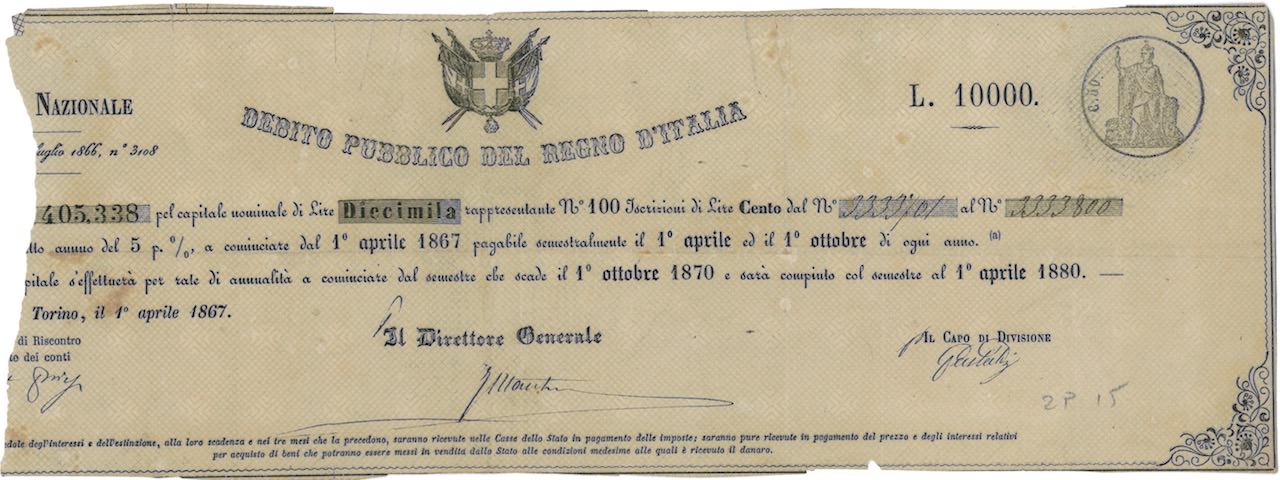 NAZIONALE
L. 10000.
C. 50.
DEBITO PUBBLICO DEL REGNO D'ITALIA
luglio 1866, n° 3108
405,338 pel capitale nominale di Lire Diecimila rappresentante N° 100 Iscrizioni di Lire Cento dal N° 3333701 al N° 3333800
tto annuo del 5 p. %, a cominciare dal 1° aprile 1867 pagabile semestralmente il 1° aprile ed il 1° ottobre di ogni anno. (a)
pitale s'effettuerà per rate di annualità a cominciare dal semestre che scade il 1° ottobre 1870 e sarà compiuto col semestre al 1° aprile 1880. —
Torino, il 1° aprile 1867.
di Riscontro
te dei conti
Il Direttore Generale
IL CAPO DI DIVISIONE
2P 15
edole degl'interessi e dell'estinzione, alla loro scadenza e nei tre mesi che la precedono, saranno ricevute nelle Casse dello Stato in pagamento delle imposte; saranno pure ricevute in pagamento del prezzo e degli interessi relativi
per acquisto di beni che potranno essere messi in vendita dallo Stato alle condizioni medesime alle quali è ricevuto il danaro.